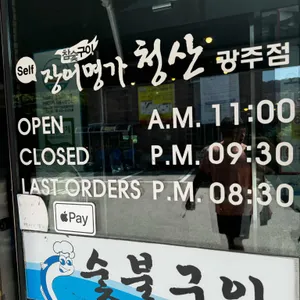 참숯구이
Self 장어명가 청산 광주점
OPEN A.M. 11:00
CLOSED P.M. 09:30
LAST ORDERS P.M. 08:30
Pay
숯불구이